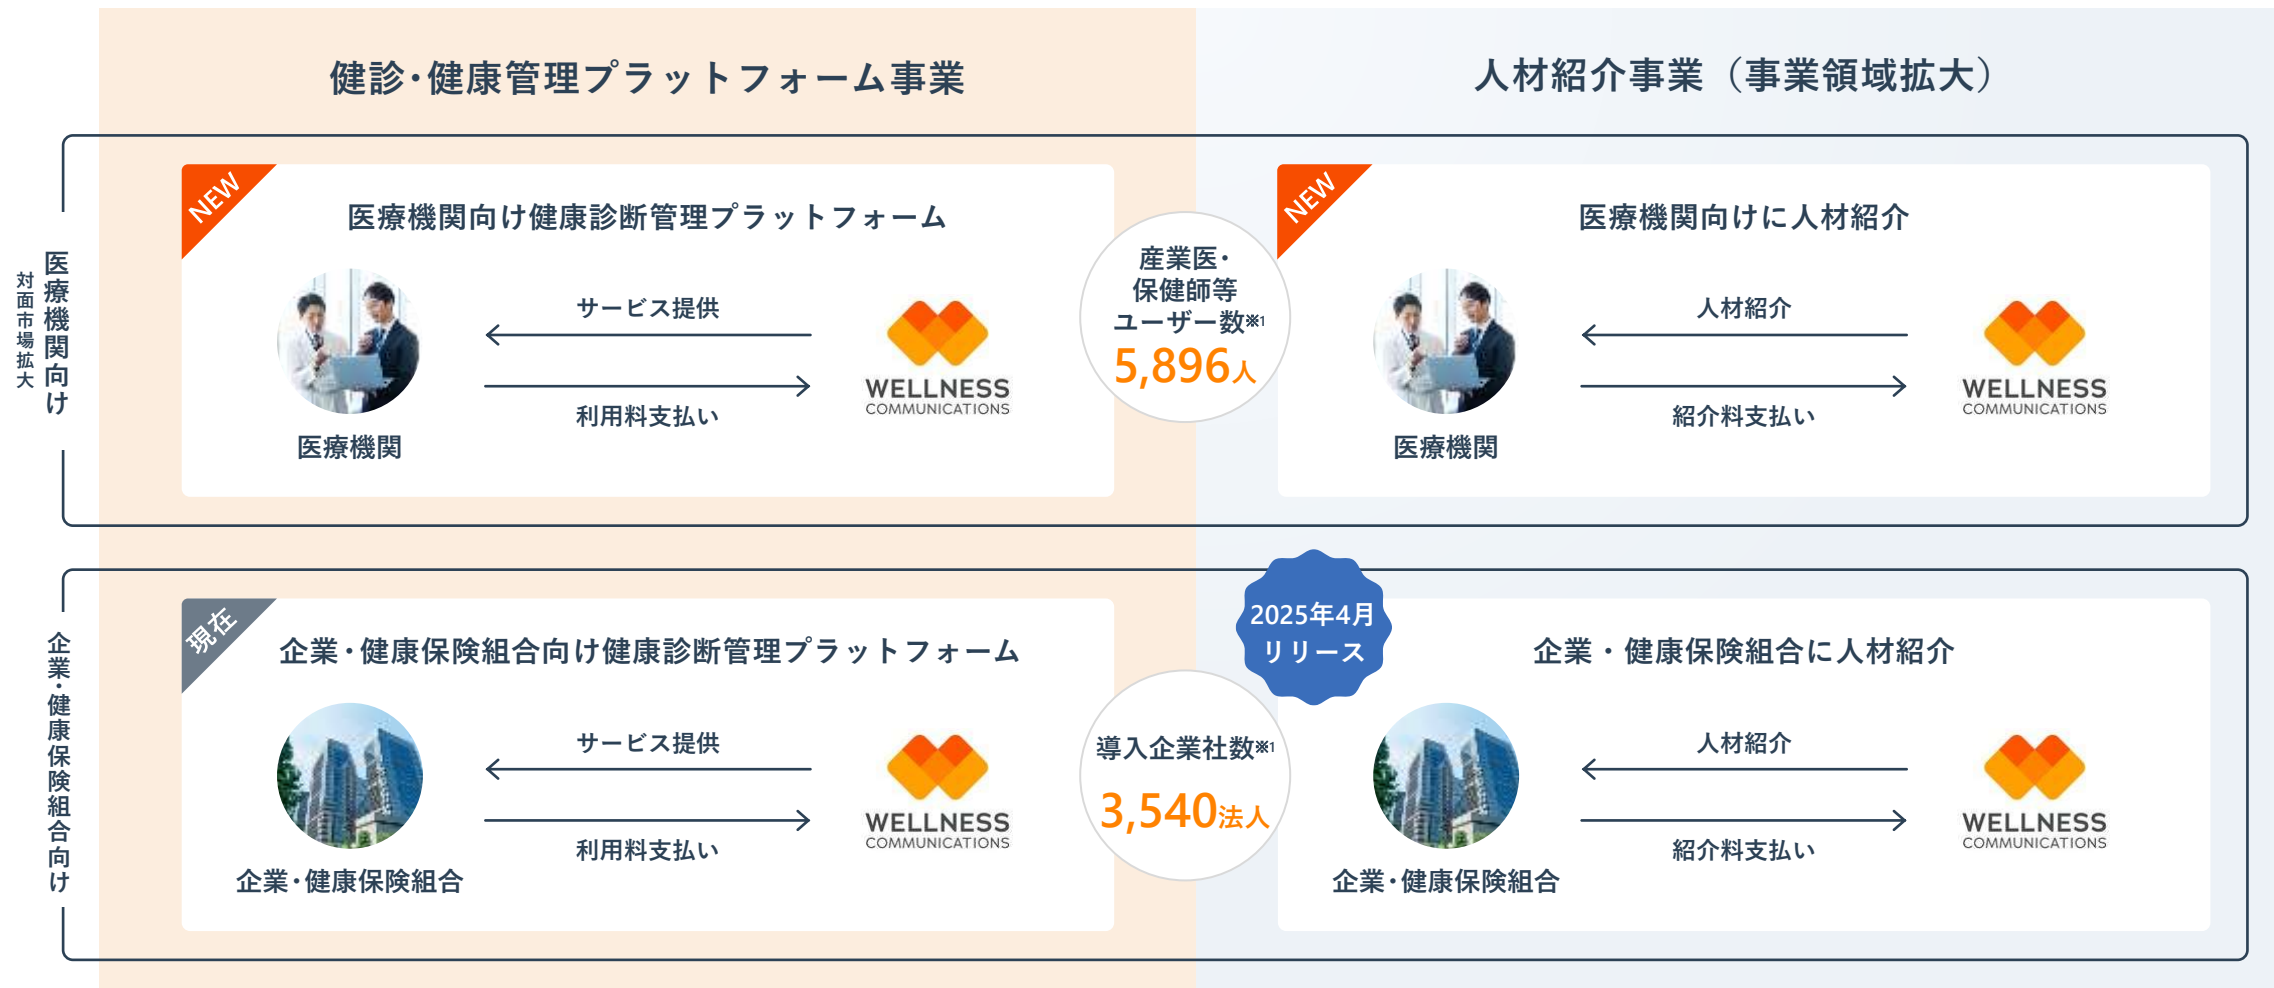 健診・健康管理プラットフォーム事業
人材紹介事業（事業領域拡大）
医療機関向け
対面市場拡大
NEW
医療機関向け健康診断管理プラットフォーム
サービス提供
利用料支払い
医療機関
WELLNESS
COMMUNICATIONS
産業医・
保健師等
ユーザー数※1
5,896人
NEW
医療機関向けに人材紹介
人材紹介
紹介料支払い
医療機関
WELLNESS
COMMUNICATIONS
企業・健康保険組合向け
現在
企業・健康保険組合向け健康診断管理プラットフォーム
サービス提供
利用料支払い
企業・健康保険組合
WELLNESS
COMMUNICATIONS
導入企業社数※1
3,540法人
2025年4月
リリース
企業・健康保険組合に人材紹介
人材紹介
紹介料支払い
企業・健康保険組合
WELLNESS
COMMUNICATIONS